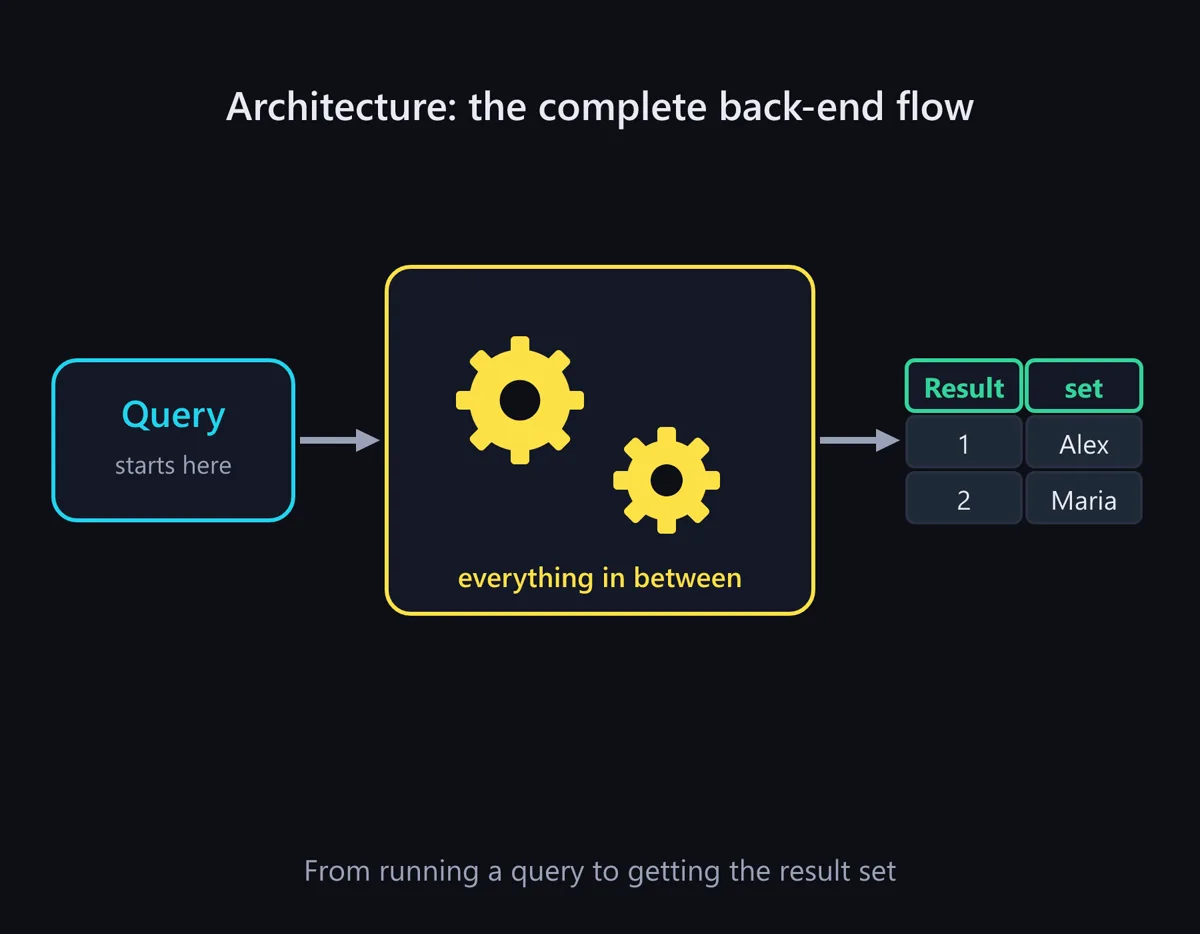 Architecture: the complete back-end flow
Query
starts here
everything in between
Result set
1 Alex
2 Maria
From running a query to getting the result set